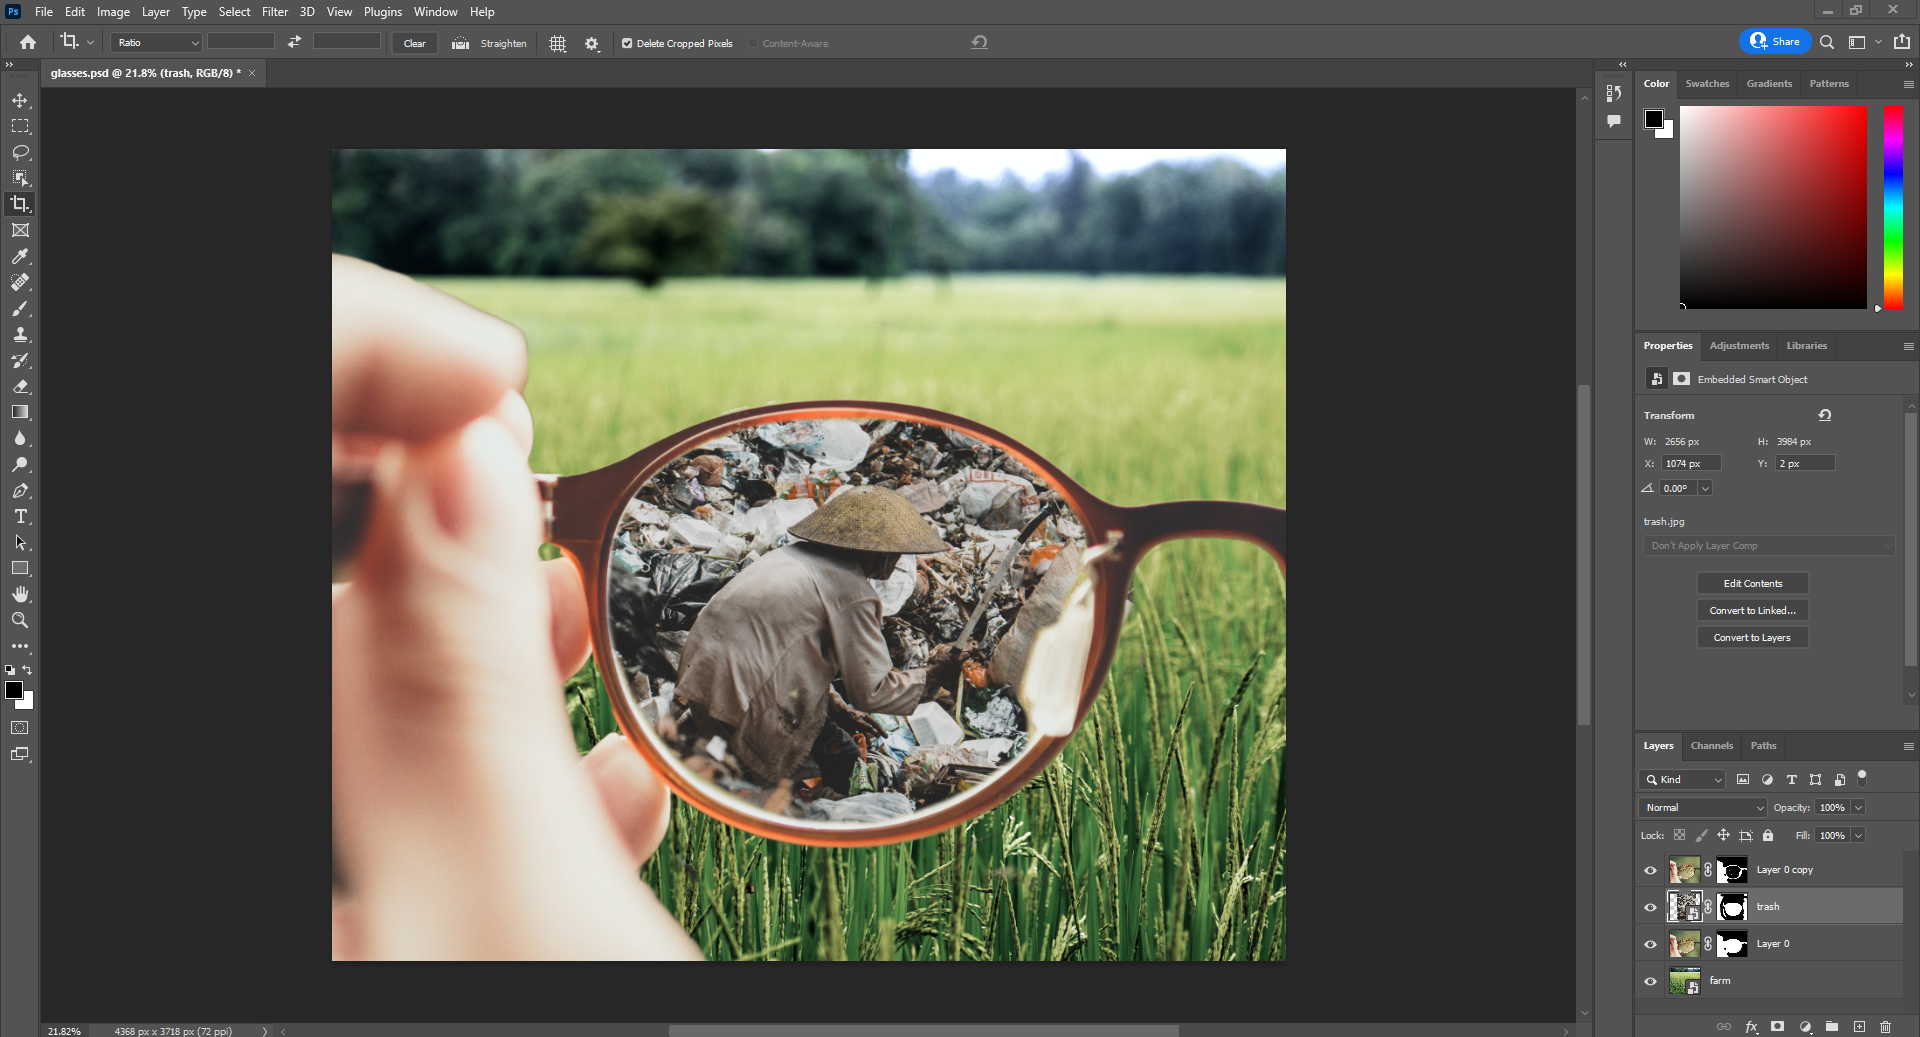 Ps File Edit Image Layer Type Select Filter 3D View Plugins Window Help
Ratio Clear Straighten Delete Cropped Pixels Content-Aware Share
glasses.psd @ 21.8% (trash, RGB/8) * ×
Color Swatches Gradients Patterns
Properties Adjustments Libraries
Embedded Smart Object
Transform
W: 2656 px H: 3984 px
X: 1074 px Y: 2 px
0.00°
trash.jpg
Don't Apply Layer Comp
Edit Contents
Convert to Linked...
Convert to Layers
Layers Channels Paths
Kind
Normal Opacity: 100%
Lock: Fill: 100%
Layer 0 copy
trash
Layer 0
farm
fx
21.82% 4368 px x 3718 px (72 ppi)